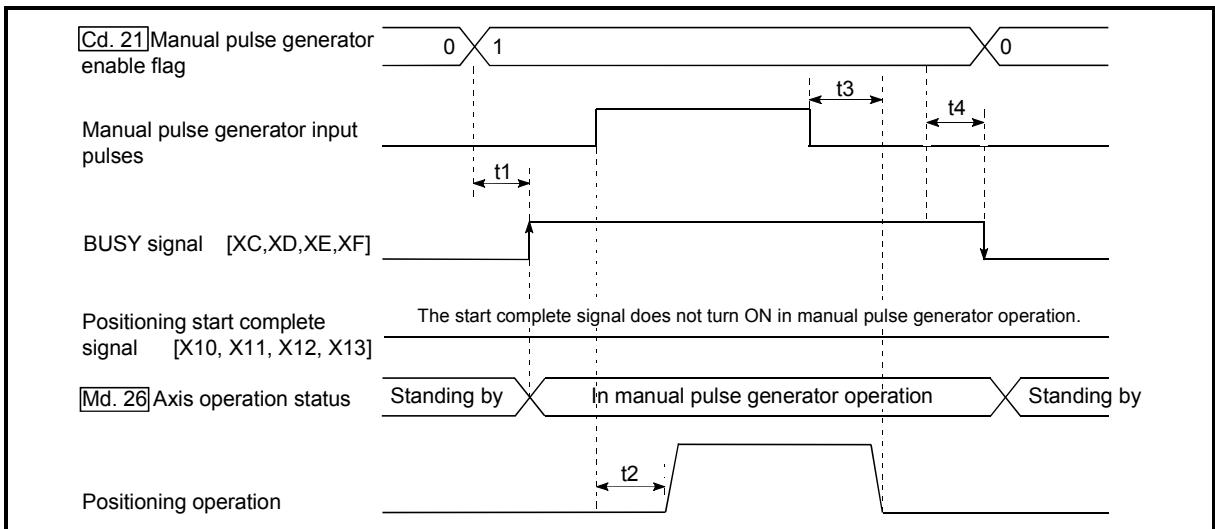 Cd. 21 Manual pulse generator
enable flag
0 1 0
t3
t4
Manual pulse generator input
pulses
t1
BUSY signal [XC,XD,XE,XF]
Positioning start complete
signal [X10, X11, X12, X13]
The start complete signal does not turn ON in manual pulse generator operation.
Md. 26 Axis operation status
Standing by In manual pulse generator operation Standing by
t2
Positioning operation